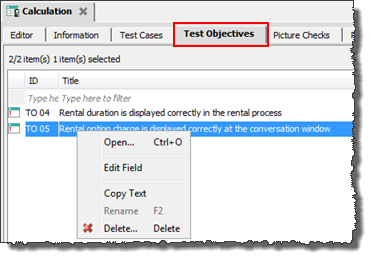 Calculation
Editor Information Test Cases Test Objectives Picture Checks
2/2 item(s) 1 item(s) selected
ID Title
Type he Type here to filter
TO 04 Rental duration is displayed correctly in the rental process
TO 05 Rental option charge is displayed correctly at the conversation window
Open... Ctrl+O
Edit Field
Copy Text
Rename F2
Delete... Delete